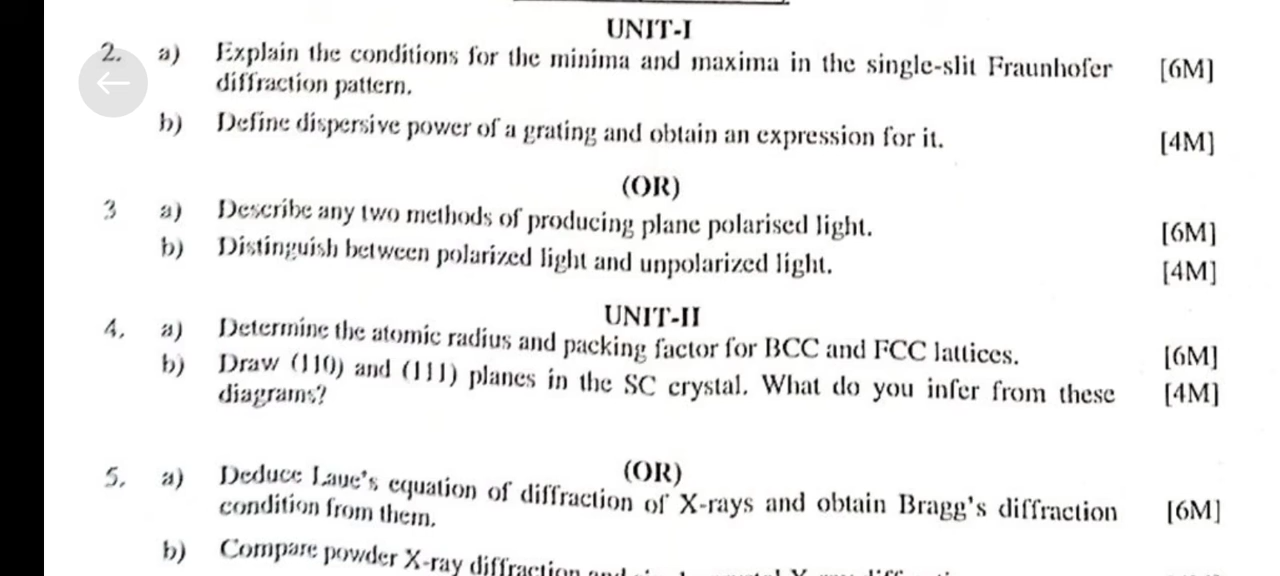 UNIT-I
2. a) Explain the conditions for the minima and maxima in the single-slit Fraunhofer [6M]
diffraction pattern.
b) Define dispersive power of a grating and obtain an expression for it. [4M]
(OR)
3 a) Describe any two methods of producing plane polarised light. [6M]
b) Distinguish between polarized light and unpolarized light. [4M]
UNIT-II
4. a) Determine the atomic radius and packing factor for BCC and FCC lattices. [6M]
b) Draw (110) and (111) planes in the SC crystal. What do you infer from these [4M]
diagrams?
(OR)
5. a) Deduce Laue's equation of diffraction of X-rays and obtain Bragg's diffraction [6M]
condition from them.
b) Compare powder X-ray diffraction and